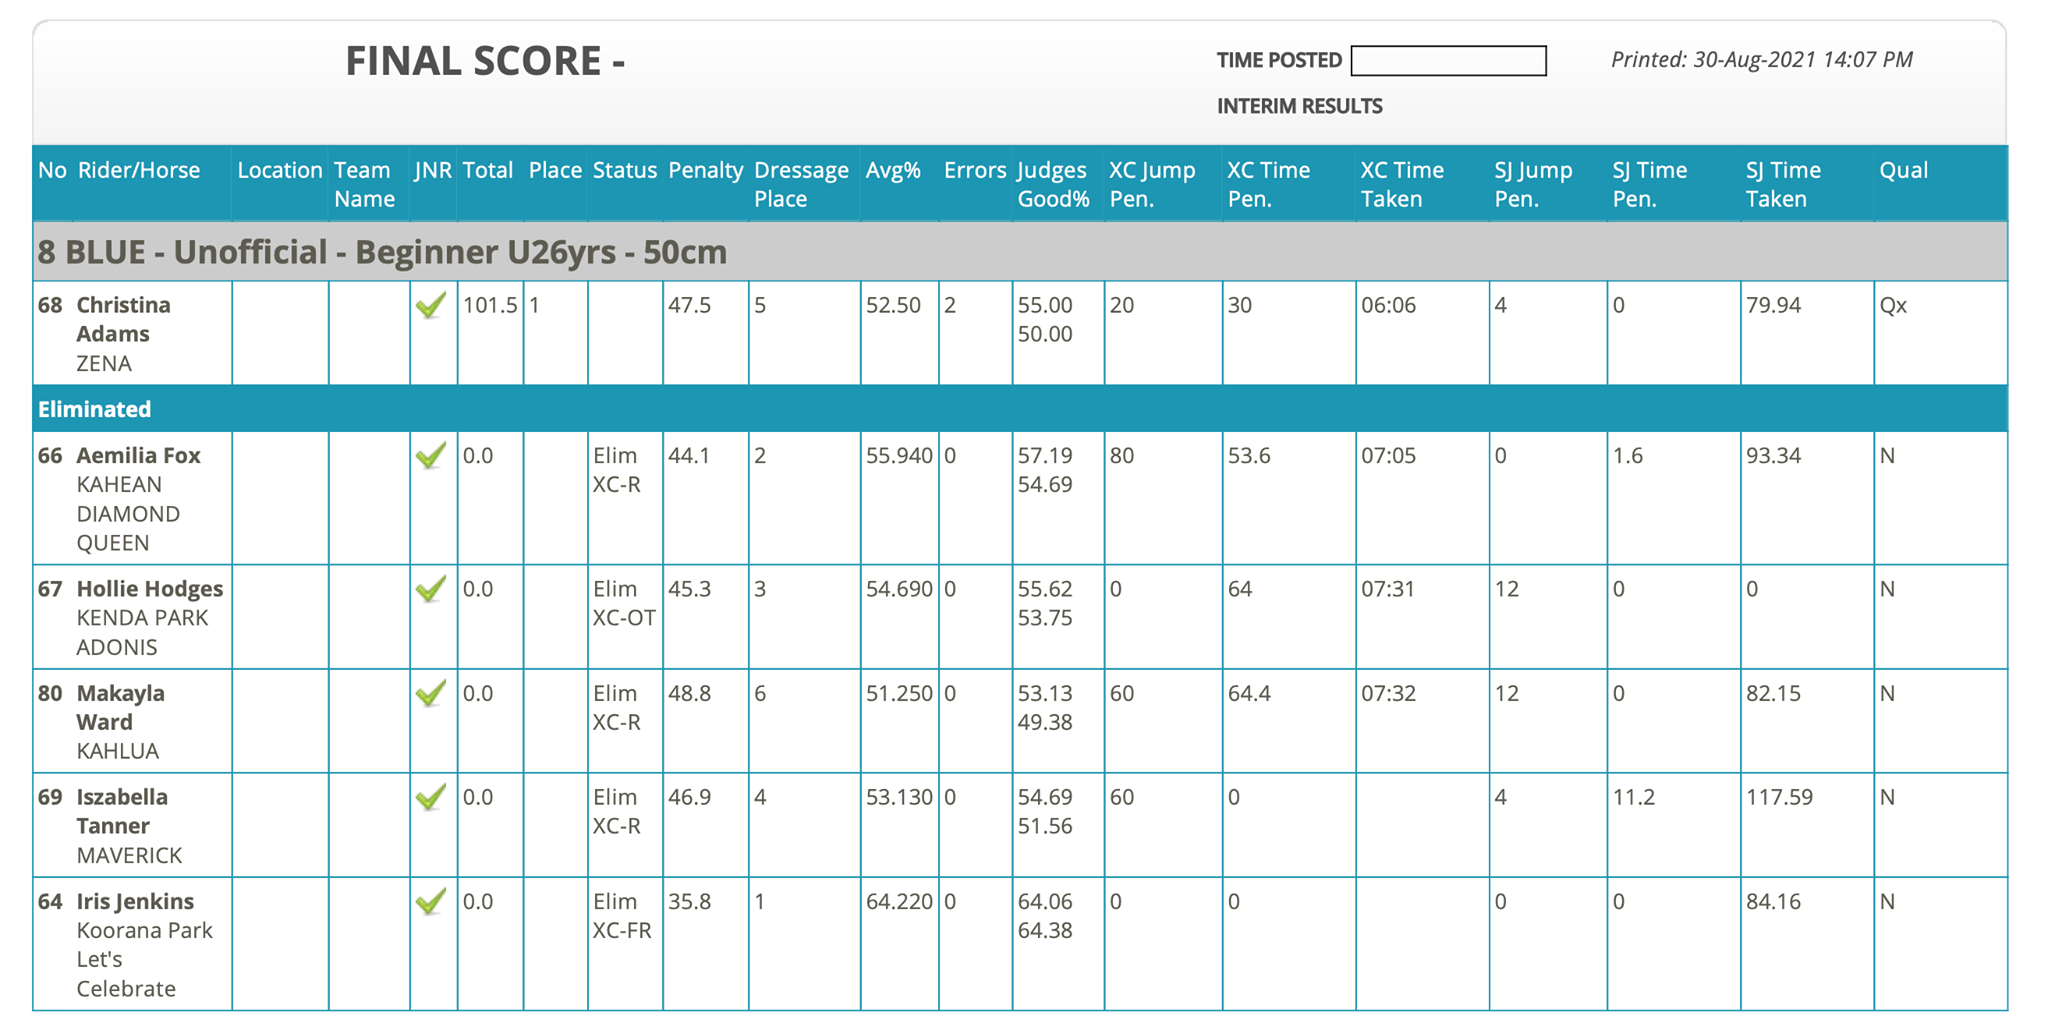 FINAL SCORE -
TIME POSTED
Printed: 30-Aug-2021 14:07 PM
INTERIM RESULTS
No Rider/Horse Location Team Name JNR Total Place Status Penalty Dressage Place Avg% Errors Judges Good% XC Jump Pen. XC Time Pen. XC Time Taken SJ Jump Pen. SJ Time Pen. SJ Time Taken Qual
8 BLUE - Unofficial - Beginner U26yrs - 50cm
68 Christina 101.5 1 47.5 5 52.50 2 55.00 20 30 06:06 4 0 79.94 Qx
Adams 50.00
ZENA
Eliminated
66 Aemilia Fox 0.0 Elim 44.1 2 55.940 0 57.19 80 53.6 07:05 0 1.6 93.34 N
KAHEAN XC-R 54.69
DIAMOND
QUEEN
67 Hollie Hodges 0.0 Elim 45.3 3 54.690 0 55.62 0 64 07:31 12 0 0 N
KENDA PARK XC-OT 53.75
ADONIS
80 Makayla 0.0 Elim 48.8 6 51.250 0 53.13 60 64.4 07:32 12 0 82.15 N
Ward XC-R 49.38
KAHLUA
69 Iszabella 0.0 Elim 46.9 4 53.130 0 54.69 60 0 4 11.2 117.59 N
Tanner XC-R 51.56
MAVERICK
64 Iris Jenkins 0.0 Elim 35.8 1 64.220 0 64.06 0 0 0 0 84.16 N
Koorana Park XC-FR 64.38
Let's
Celebrate